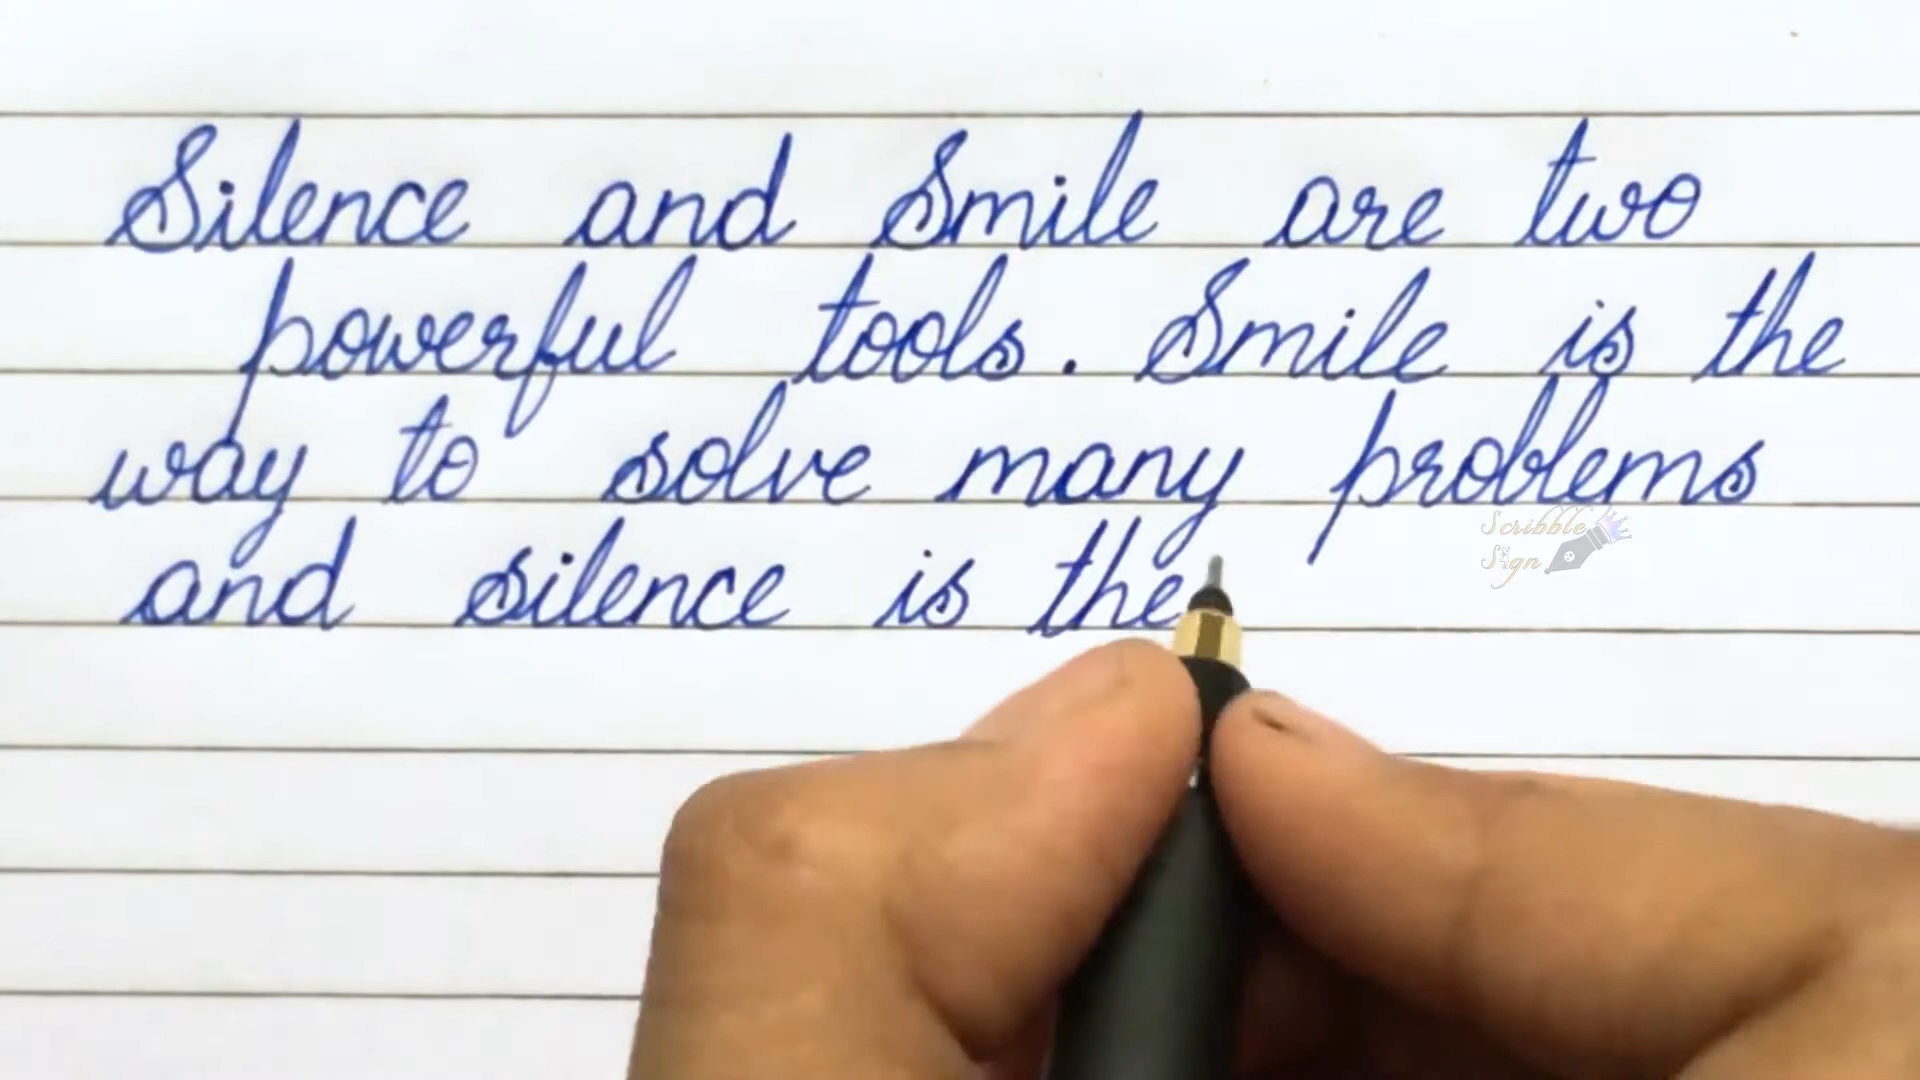 Silence and Smile are two
powerful tools. Smile is the
way to solve many problems
and silence is the
Scribble
Sign